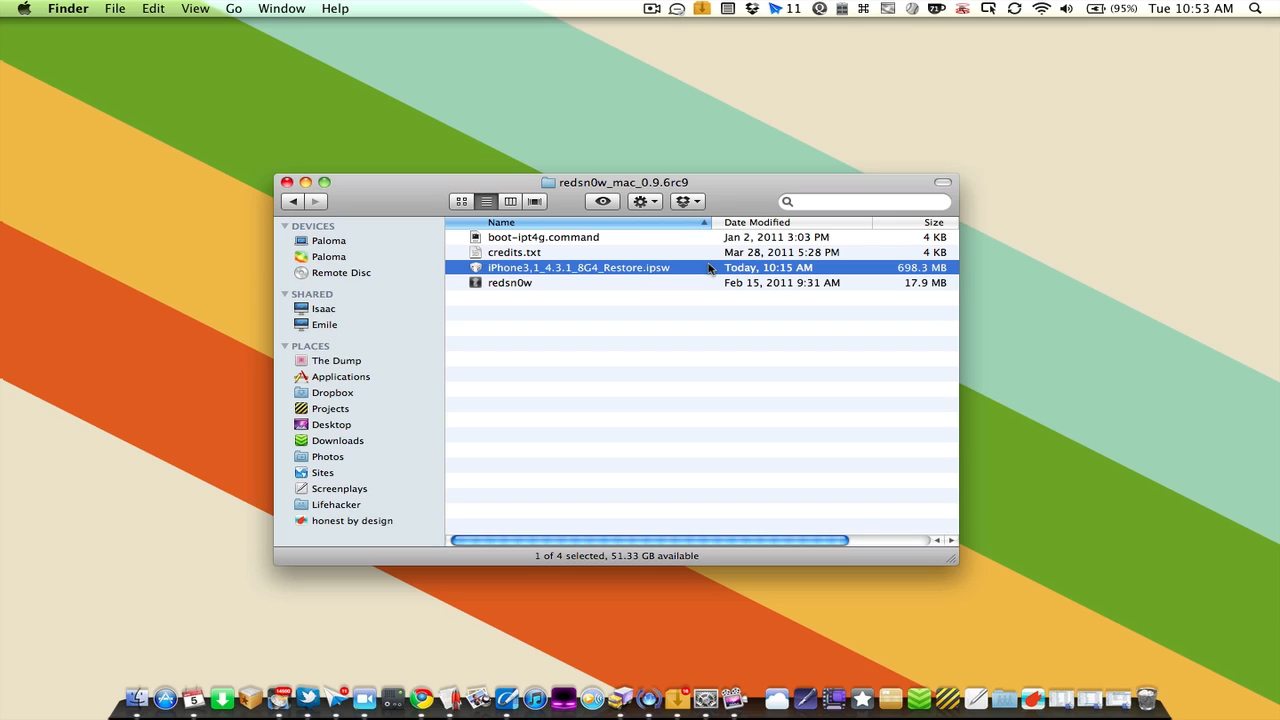 Finder File Edit View Go Window Help 11 (95%) Tue 10:53 AM
redsn0w_mac_0.9.6rc9
DEVICES
Paloma
Paloma
Remote Disc
SHARED
Isaac
Emile
PLACES
The Dump
Applications
Dropbox
Projects
Desktop
Downloads
Photos
Sites
Screenplays
Lifehacker
honest by design
Name Date Modified Size
boot-ipt4g.command Jan 2, 2011 3:03 PM 4 KB
credits.txt Mar 28, 2011 5:28 PM 4 KB
iPhone3,1_4.3.1_8G4_Restore.ipsw Today, 10:15 AM 698.3 MB
redsn0w Feb 15, 2011 9:31 AM 17.9 MB
1 of 4 selected, 51.33 GB available
5